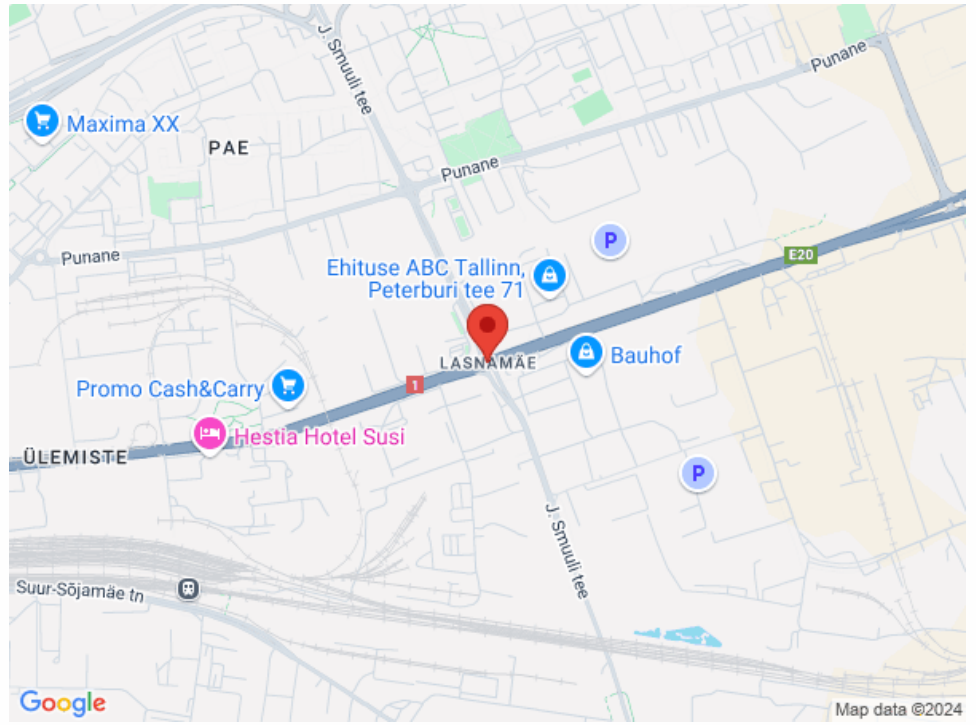 J. Smuuli tee
Punane
Maxima XX
PAE
Punane
P
Punane
E20
Ehituse ABC Tallinn,
Peterburi tee 71
LASNAMÄE
Bauhof
1
Promo Cash&Carry
Hestia Hotel Susi
ÜLEMISTE
P
J. Smuuli tee
Suur-Sõjamäe tn
Google
Map data ©2024